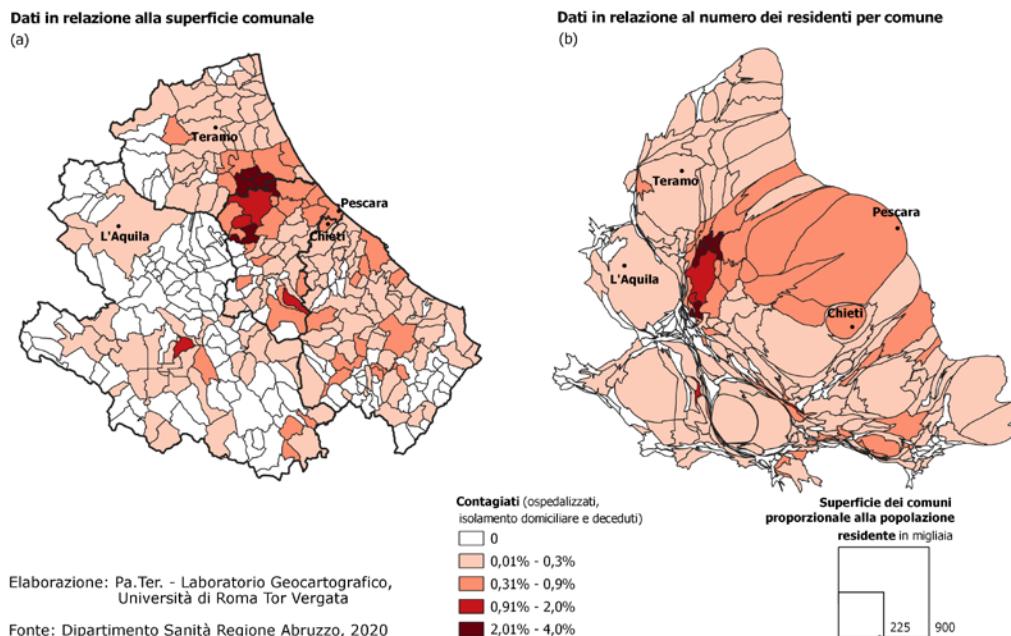 Dati in relazione alla superficie comunale
(a)
Teramo
Pescara
Chieti
L'Aquila
Dati in relazione al numero dei residenti per comune
(b)
Teramo
Pescara
L'Aquila
Chieti
Contagiati (ospedalizzati,
isolamento domiciliare e deceduti)
0
0,01% - 0,3%
0,31% - 0,9%
0,91% - 2,0%
2,01% - 4,0%
Superficie dei comuni
proporzionale alla popolazione
residente in migliaia
225 900
Elaborazione: Pa.Ter. - Laboratorio Geocartografico,
Università di Roma Tor Vergata
Fonte: Dipartimento Sanità Regione Abruzzo, 2020